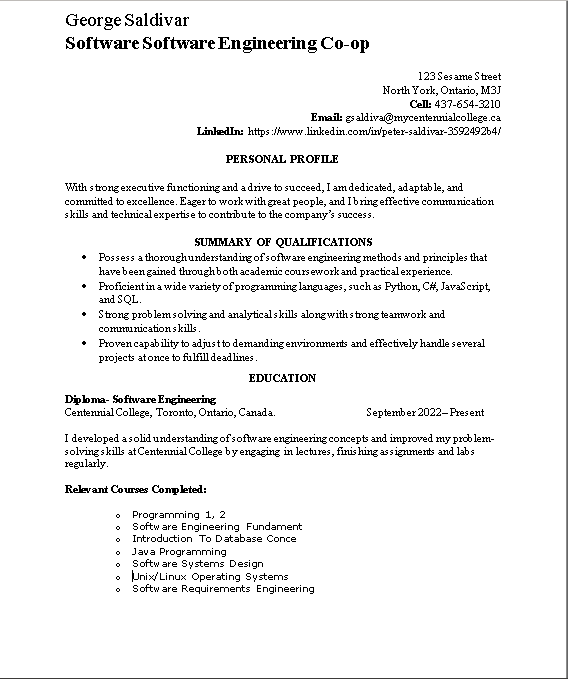 George Saldivar
Software Software Engineering Co-op
123 Sesame Street
North York, Ontario, M3J
Cell: 437-654-3210
Email: gsaldiva@mycentennialcollege.ca
LinkedIn: https://www.linkedin.com/in/peter-saldivar-3592492b4/
PERSONAL PROFILE
With strong executive functioning and a drive to succeed, I am dedicated, adaptable, and
committed to excellence. Eager to work with great people, and I bring effective communication
skills and technical expertise to contribute to the company's success.
SUMMARY OF QUALIFICATIONS
• Possess a thorough understanding of software engineering methods and principles that
have been gained through both academic coursework and practical experience.
• Proficient in a wide variety of programming languages, such as Python, C#, JavaScript,
and SQL.
• Strong problem solving and analytical skills along with strong teamwork and
communication skills.
• Proven capability to adjust to demanding environments and effectively handle several
projects at once to fulfill deadlines.
EDUCATION
Diploma- Software Engineering
Centennial College, Toronto, Ontario, Canada. September 2022– Present
I developed a solid understanding of software engineering concepts and improved my problem-
solving skills at Centennial College by engaging in lectures, finishing assignments and labs
regularly.
Relevant Courses Completed:
o Programming 1, 2
o Software Engineering Fundament
o Introduction To Database Conce
o Java Programming
o Software Systems Design
o Unix/Linux Operating Systems
o Software Requirements Engineering